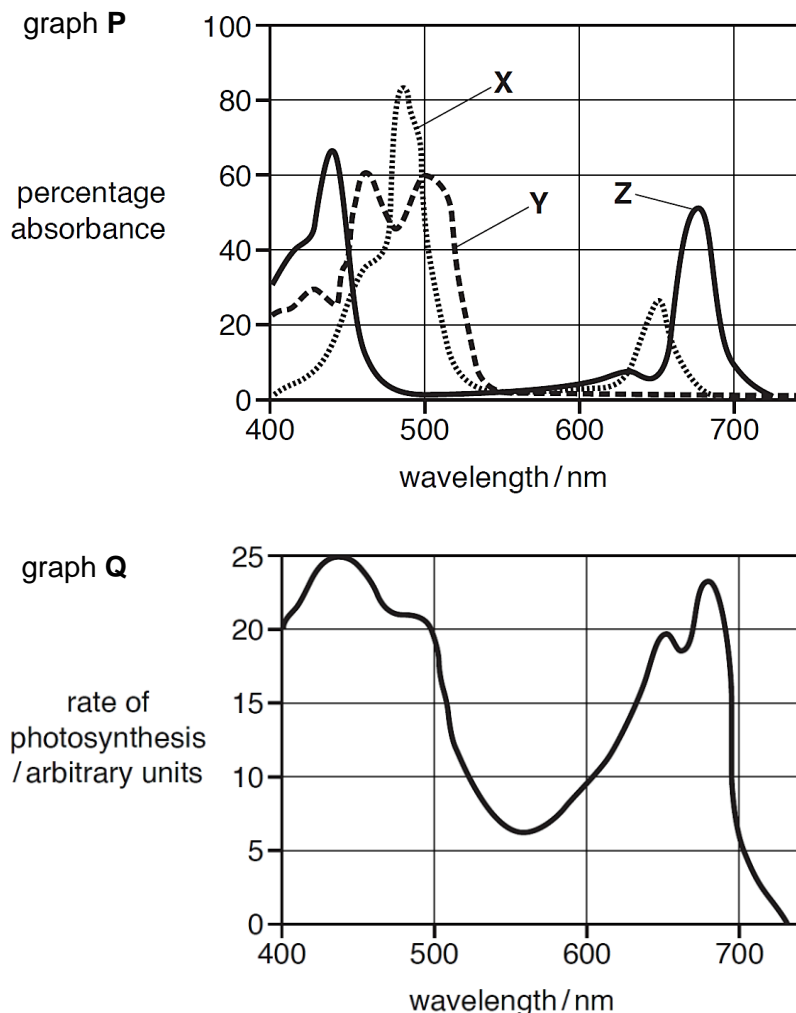 graph P
100
80
60
40
20
0
percentage
absorbance
X
Y
Z
400
500
600
700
wavelength/nm
graph Q
25
20
15
10
5
0
rate of
photosynthesis
/arbitrary units
400
500
600
700
wavelength/nm